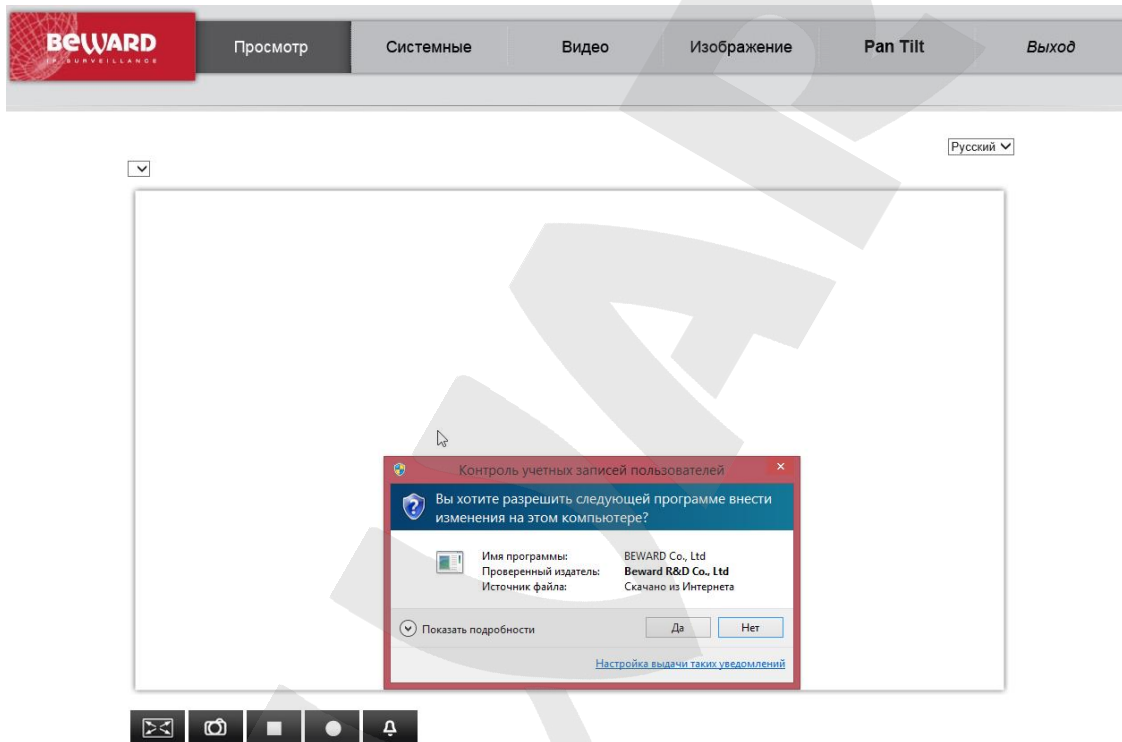 BEWARD
IP SURVEILLANCE
Просмотр
Системные
Видео
Изображение
Pan Tilt
Выход
Русский
Контроль учетных записей пользователей
Вы хотите разрешить следующей программе внести
изменения на этом компьютере?
Имя программы: BEWARD Co., Ltd
Проверенный издатель: Beward R&D Co., Ltd
Источник файла: Скачано из Интернета
Показать подробности
Да
Нет
Настройка выдачи таких уведомлений